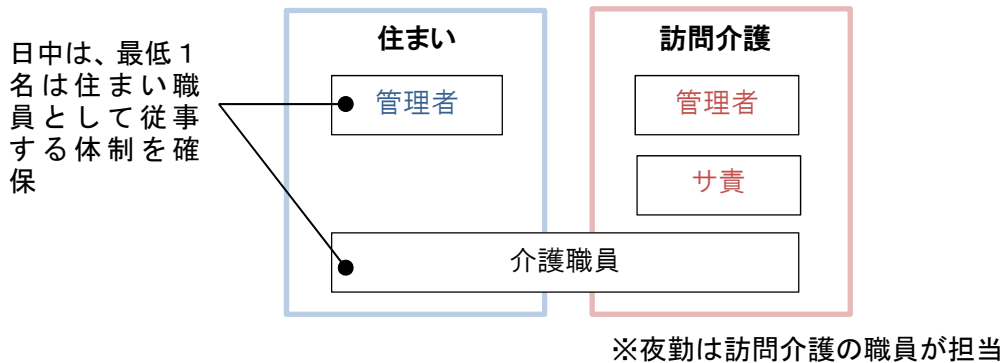 日中は、最低１
名は住まい職
員として従事
する体制を確
保
住まい
管理者
訪問介護
管理者
サ責
介護職員
※夜勤は訪問介護の職員が担当